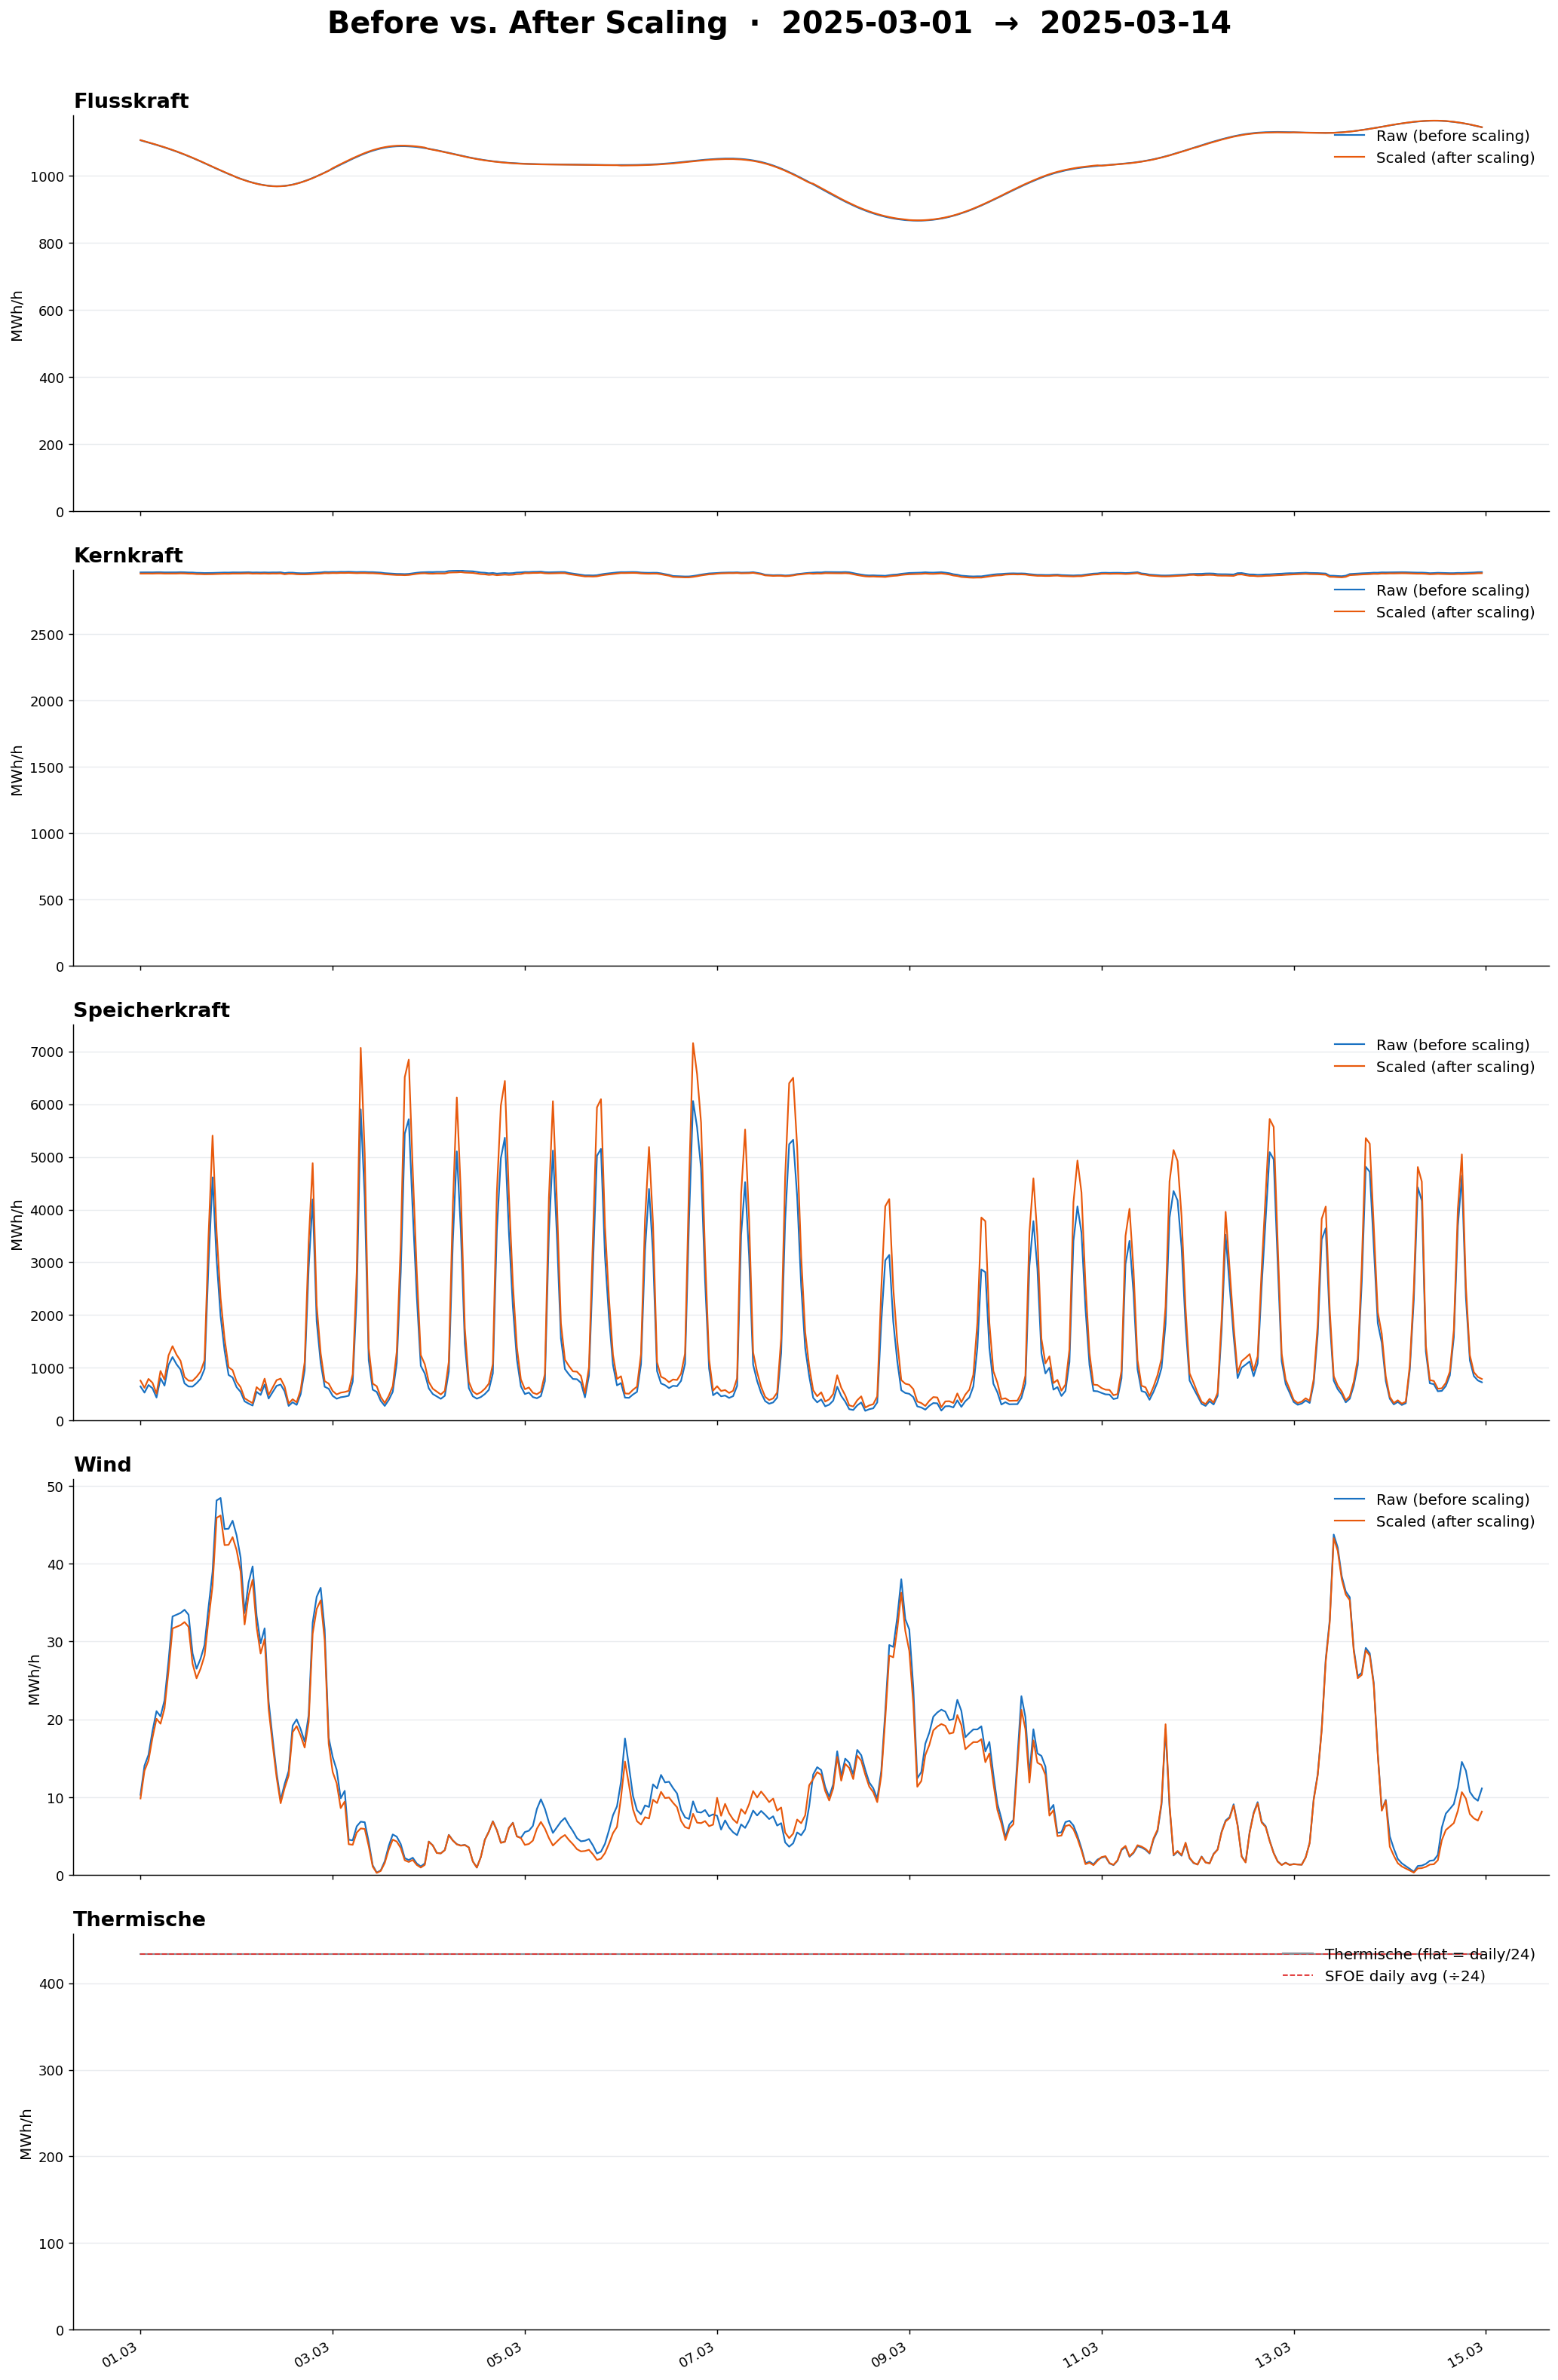 Before vs. After Scaling · 2025-03-01 → 2025-03-14
Flusskraft
Raw (before scaling)
Scaled (after scaling)
1000
800
600
400
200
0
MWh/h
Kernkraft
Raw (before scaling)
Scaled (after scaling)
2500
2000
1500
1000
500
0
MWh/h
Speicherkraft
Raw (before scaling)
Scaled (after scaling)
7000
6000
5000
4000
3000
2000
1000
0
MWh/h
Wind
Raw (before scaling)
Scaled (after scaling)
50
40
30
20
10
0
MWh/h
Thermische
Thermische (flat = daily/24)
SFOE daily avg (÷24)
400
300
200
100
0
MWh/h
01.03 03.03 05.03 07.03 09.03 11.03 13.03 15.03